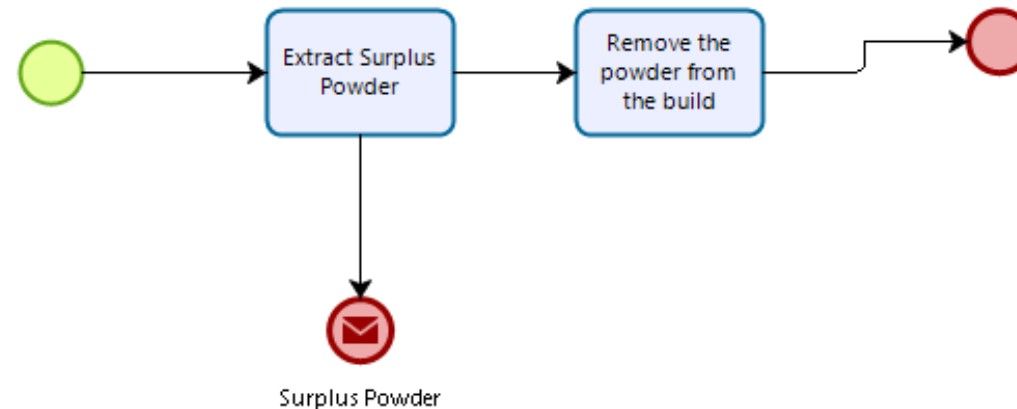 Extract Surplus
Powder
Remove the
powder from
the build
Surplus Powder